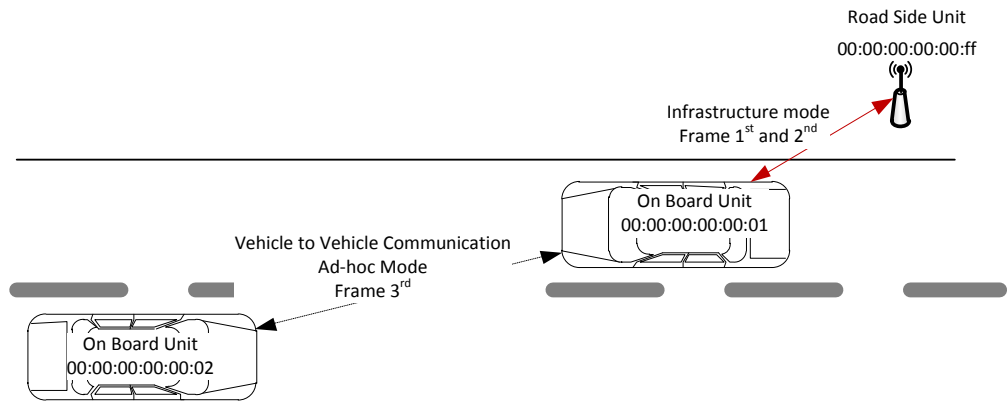 Road Side Unit
00:00:00:00:00:ff
Infrastructure mode
Frame 1st and 2nd
On Board Unit
00:00:00:00:00:01
Vehicle to Vehicle Communication
Ad-hoc Mode
Frame 3rd
On Board Unit
00:00:00:00:00:02